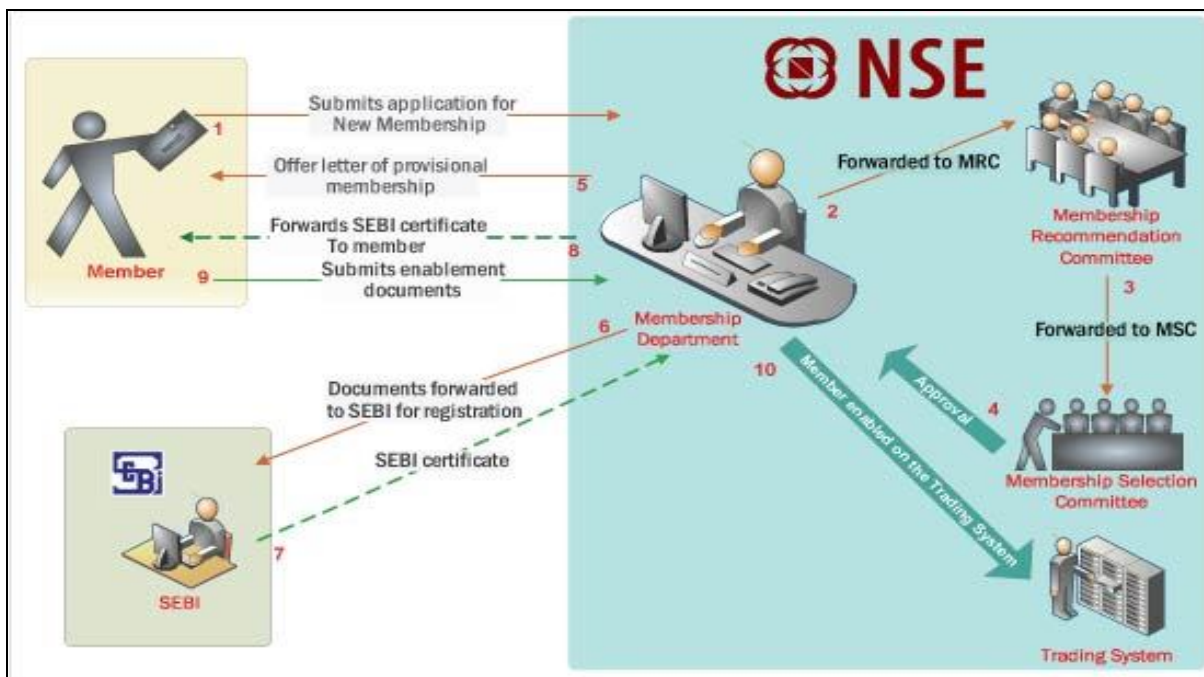 NSE
1
Submits application for
New Membership
Offer letter of provisional
membership
5
Forwards SEBI certificate
To member
8
Member
9
Submits enablement
documents
2
Forwarded to MRC
Membership
Recommendation
Committee
3
Forwarded to MSC
6
Membership
Department
10
Approval
4
Member enabled on the Trading System
Membership Selection
Committee
Documents forwarded
to SEBI for registration
SEBI certificate
SEBI
7
SEBI
Trading System